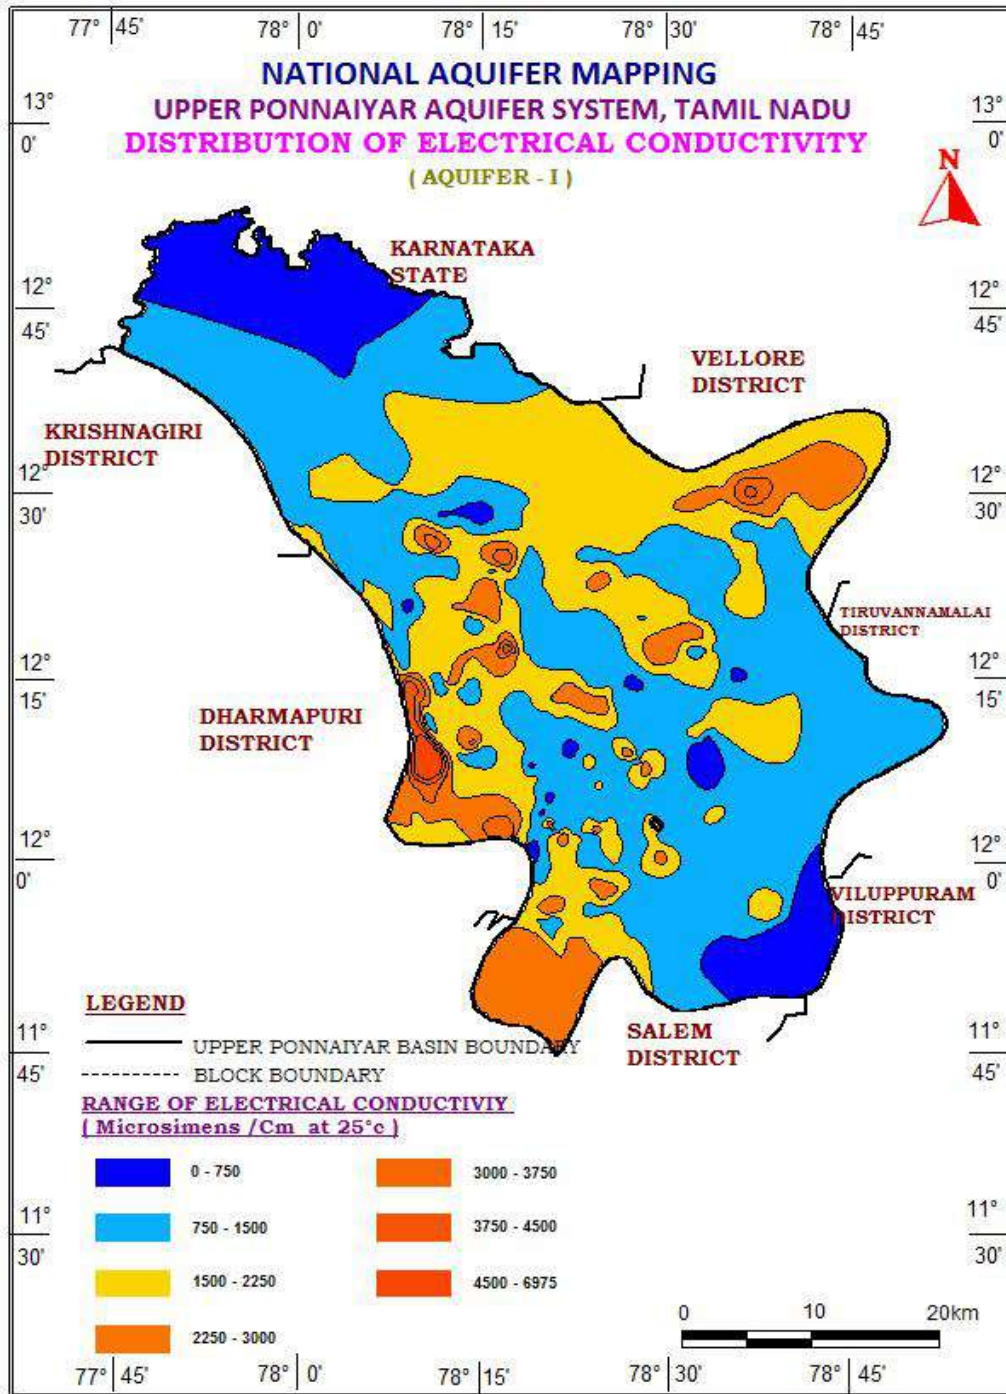 77° 45' 78° 0' 78° 15' 78° 30' 78° 45'
NATIONAL AQUIFER MAPPING
UPPER PONNAIYAR AQUIFER SYSTEM, TAMIL NADU
DISTRIBUTION OF ELECTRICAL CONDUCTIVITY
( AQUIFER - I )
13° 0'
13° 0'
N
KARNATAKA
STATE
12° 45'
12° 45'
VELLORE
DISTRICT
KRISHNAGIRI
DISTRICT
12° 30'
12° 30'
TIRUVANNAMALAI
DISTRICT
12° 15'
12° 15'
DHARMAPURI
DISTRICT
12° 0'
12° 0'
VILUPPURAM
DISTRICT
LEGEND
SALEM
DISTRICT
11° 45'
11° 45'
UPPER PONNAIYAR BASIN BOUNDARY
BLOCK BOUNDARY
RANGE OF ELECTRICAL CONDUCTIVIY
( Microsimens /Cm at 25°c )
0 - 750
750 - 1500
1500 - 2250
2250 - 3000
3000 - 3750
3750 - 4500
4500 - 6975
11° 30'
11° 30'
0 10 20km
77° 45' 78° 0' 78° 15' 78° 30' 78° 45'